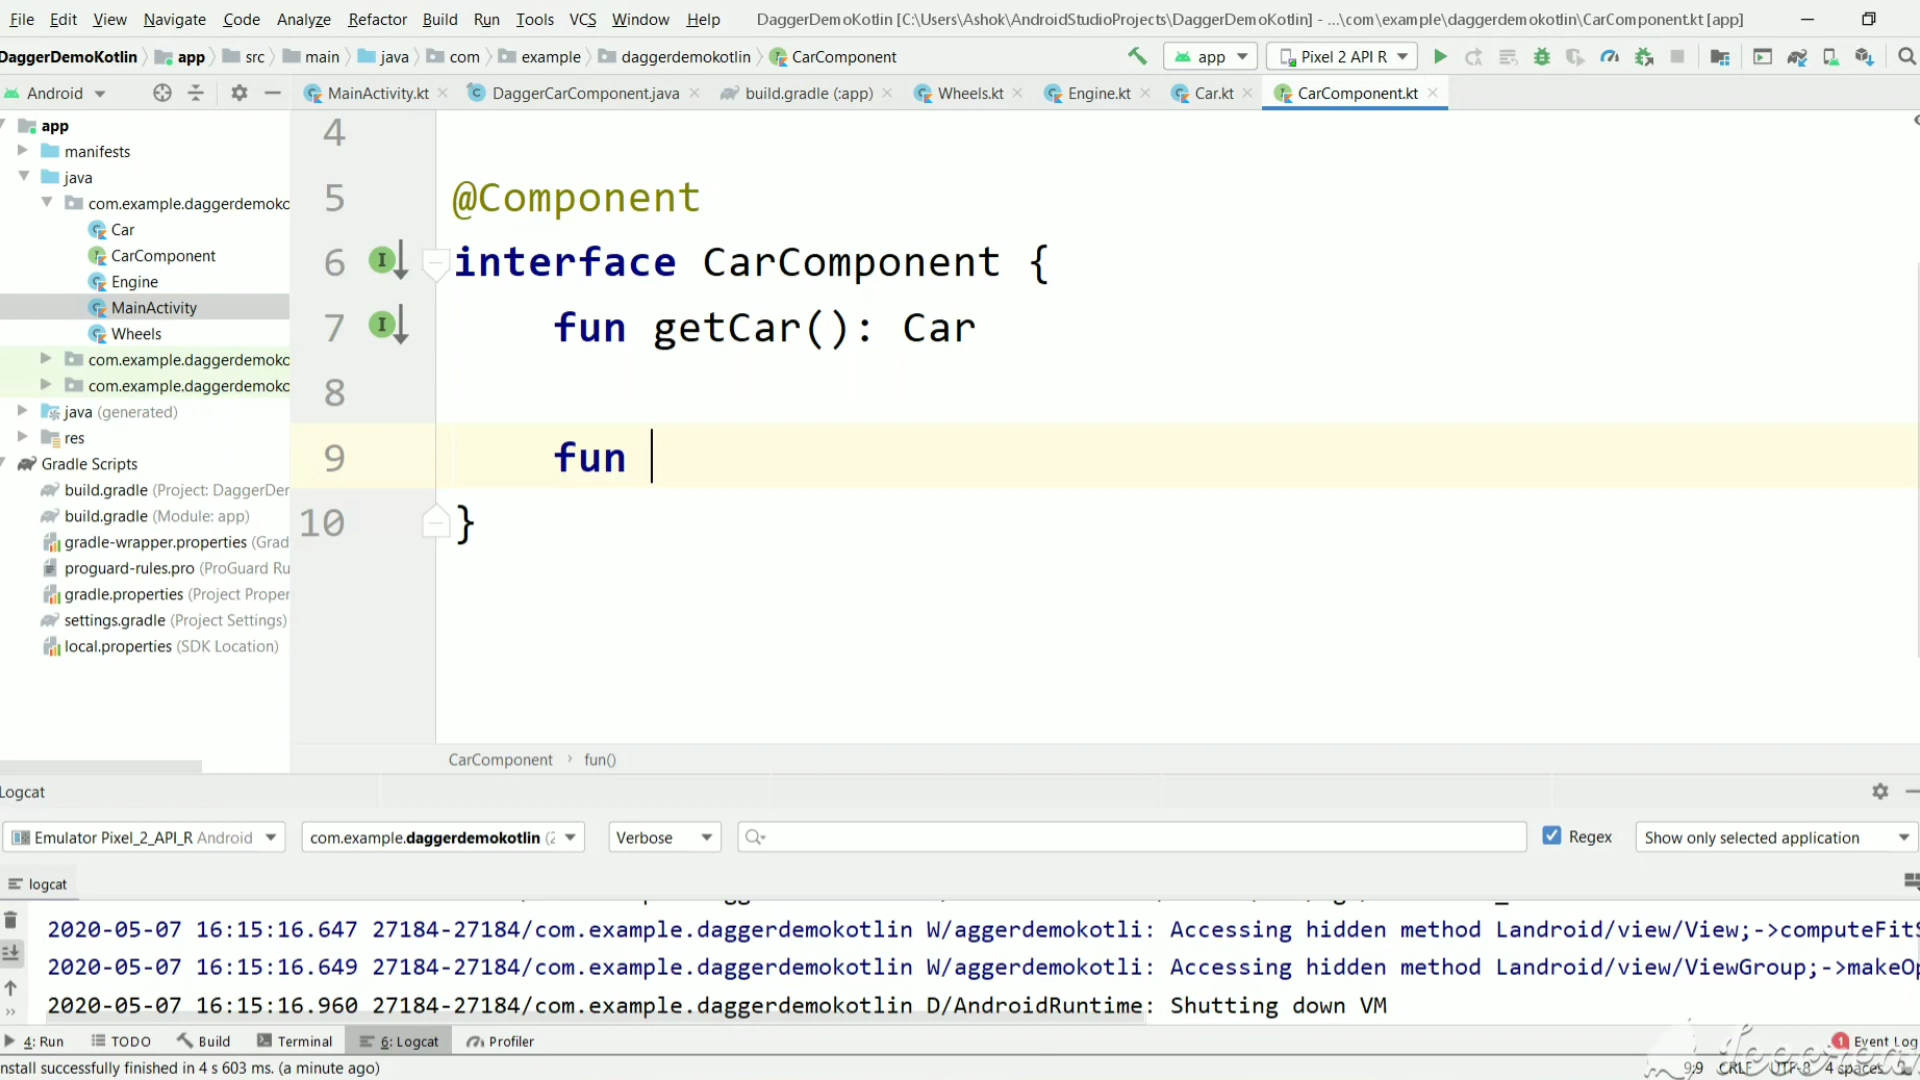 File Edit View Navigate Code Analyze Refactor Build Run Tools VCS Window Help DaggerDemoKotlin [C:\Users\Ashok\AndroidStudioProjects\DaggerDemoKotlin] - ...\com\example\daggerdemokotlin\CarComponent.kt [app]
DaggerDemoKotlin app src main java com example daggerdemokotlin CarComponent app Pixel 2 API R
Android MainActivity.kt DaggerCarComponent.java build.gradle (:app) Wheels.kt Engine.kt Car.kt CarComponent.kt
app
manifests
java
com.example.daggerdemoko
Car
CarComponent
Engine
MainActivity
Wheels
com.example.daggerdemoko
com.example.daggerdemoko
java (generated)
res
Gradle Scripts
build.gradle (Project: DaggerDer
build.gradle (Module: app)
gradle-wrapper.properties (Grad
proguard-rules.pro (ProGuard Ru
gradle.properties (Project Proper
settings.gradle (Project Settings)
local.properties (SDK Location)
4
5 @Component
6 interface CarComponent {
7 fun getCar(): Car
8
9 fun
10 }
CarComponent › fun()
Logcat
Emulator Pixel_2_API_R Android com.example.daggerdemokotlin (2 Verbose Regex Show only selected application
logcat
2020-05-07 16:15:16.647 27184-27184/com.example.daggerdemokotlin W/aggerdemokotli: Accessing hidden method Landroid/view/View;->computeFitS
2020-05-07 16:15:16.649 27184-27184/com.example.daggerdemokotlin W/aggerdemokotli: Accessing hidden method Landroid/view/ViewGroup;->makeOp
2020-05-07 16:15:16.960 27184-27184/com.example.daggerdemokotlin D/AndroidRuntime: Shutting down VM
4: Run TODO Build Terminal 6: Logcat Profiler 1 Event Log
nstall successfully finished in 4 s 603 ms. (a minute ago) 9:9 CRLF UTF-8 4 spaces